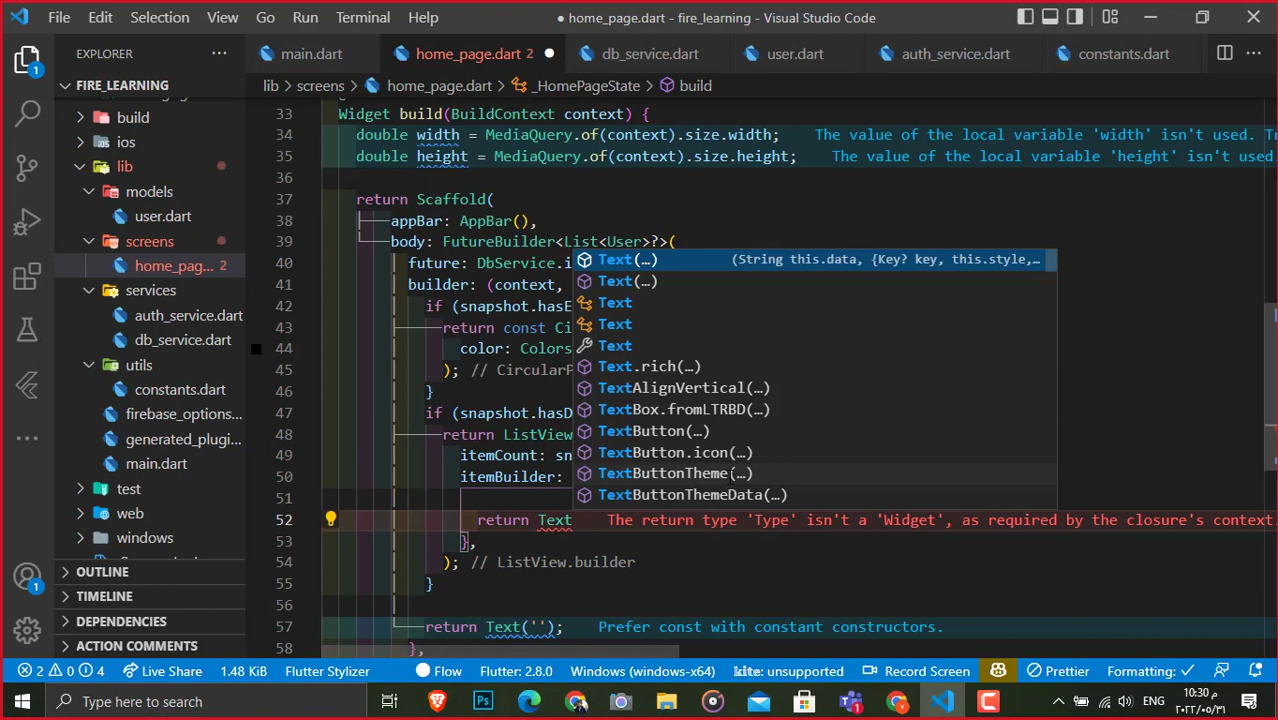 File Edit Selection View Go Run Terminal Help ● home_page.dart - fire_learning - Visual Studio Code
EXPLORER ··· main.dart home_page.dart 2 ● db_service.dart user.dart auth_service.dart constants.dart ···
FIRE_LEARNING lib > screens > home_page.dart > _HomePageState > build
build
ios
lib
models
user.dart
screens
home_pag... 2
services
auth_service.dart
db_service.dart
utils
constants.dart
firebase_options...
generated_plugi...
main.dart
test
web
windows
OUTLINE
TIMELINE
DEPENDENCIES
ACTION COMMENTS
1
1
33 Widget build(BuildContext context) {
34 double width = MediaQuery.of(context).size.width; The value of the local variable 'width' isn't used. Tr
35 double height = MediaQuery.of(context).size.height; The value of the local variable 'height' isn't used.
36
37 return Scaffold(
38 appBar: AppBar(),
39 body: FutureBuilder<List<User>?>(
40 future: DbService.i
41 builder: (context,
42 if (snapshot.hasE
43 return const Ci
44 color: Colors
45 ); // CircularP
46 }
47 if (snapshot.hasD
48 return ListView
49 itemCount: sn
50 itemBuilder:
51
52 return Text The return type 'Type' isn't a 'Widget', as required by the closure's context.
53 },
54 ); // ListView.builder
55 }
56
57 return Text(''); Prefer const with constant constructors.
58 },
Text(…) (String this.data, {Key? key, this.style,…
Text(…)
Text
Text
Text
Text.rich(…)
TextAlignVertical(…)
TextBox.fromLTRBD(…)
TextButton(…)
TextButton.icon(…)
TextButtonTheme(…)
TextButtonThemeData(…)
2 0 4 Live Share 1.48 KiB Flutter Stylizer Flow Flutter: 2.8.0 Windows (windows-x64) kite: unsupported Record Screen Prettier Formatting: ✓
Type here to search Ps ENG م 10:30
٢٠٢٢/٠٥/٣١